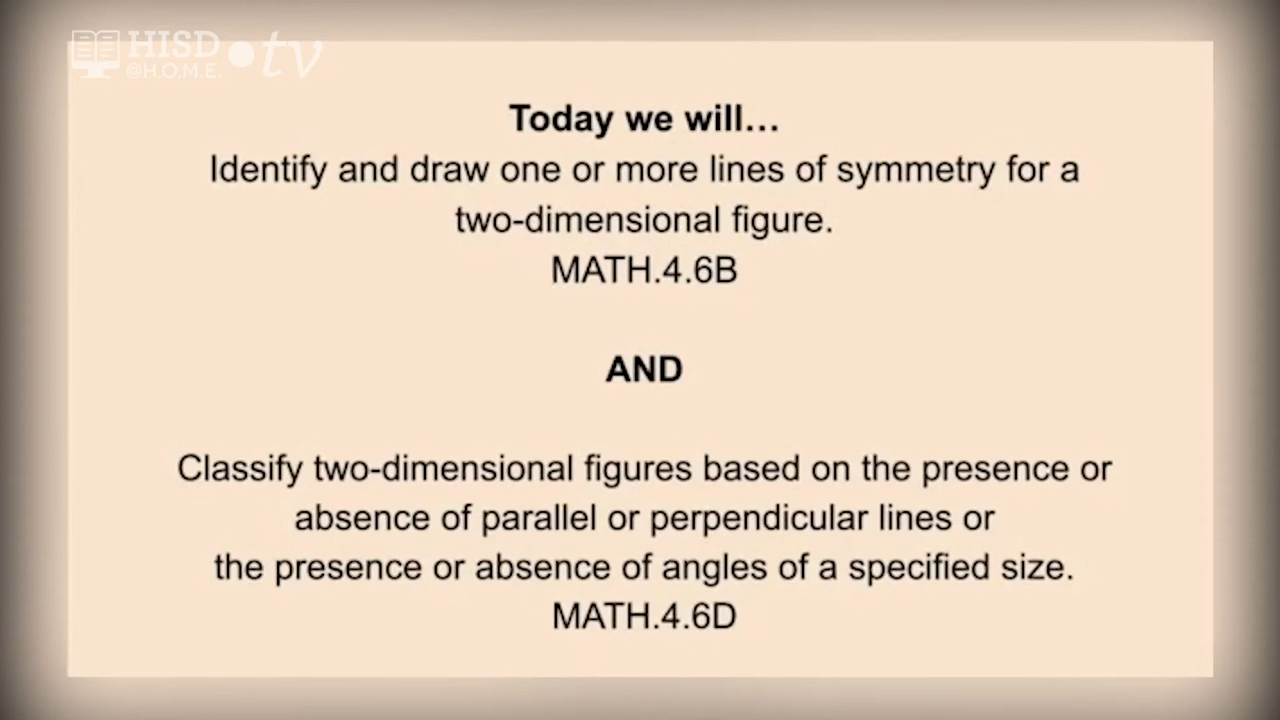 HISD
@H.O.M.E.
tv
Today we will…
Identify and draw one or more lines of symmetry for a
two-dimensional figure.
MATH.4.6B
AND
Classify two-dimensional figures based on the presence or
absence of parallel or perpendicular lines or
the presence or absence of angles of a specified size.
MATH.4.6D